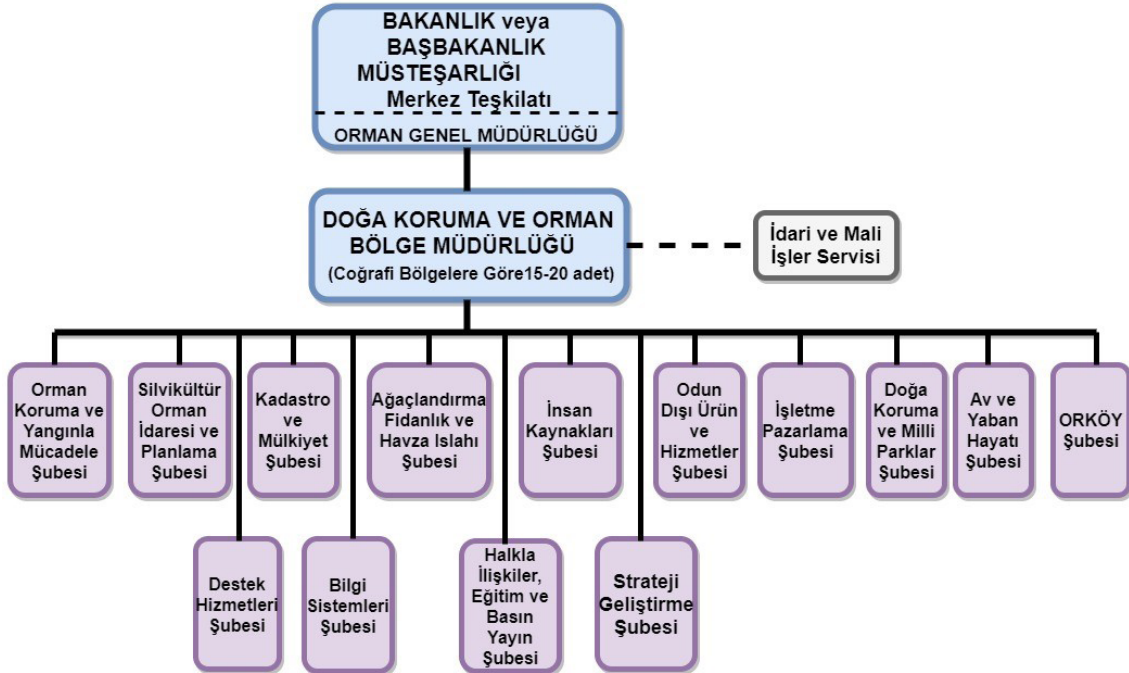 BAKANLIK veya
BAŞBAKANLIK
MÜSTEŞARLIĞI
Merkez Teşkilatı
ORMAN GENEL MÜDÜRLÜĞÜ
DOĞA KORUMA VE ORMAN
BÖLGE MÜDÜRLÜĞÜ
(Coğrafi Bölgelere Göre15-20 adet)
İdari ve Mali
İşler Servisi
Orman
Koruma ve
Yangınla
Mücadele
Şubesi
Silvikültür
Orman
İdaresi ve
Planlama
Şubesi
Kadastro
ve
Mülkiyet
Şubesi
Ağaçlandırma
Fidanlık ve
Havza Islahı
Şubesi
İnsan
Kaynakları
Şubesi
Odun
Dışı Ürün
ve
Hizmetler
Şubesi
İşletme
Pazarlama
Şubesi
Doğa
Koruma
ve Milli
Parklar
Şubesi
Av ve
Yaban
Hayatı
Şubesi
ORKÖY
Şubesi
Destek
Hizmetleri
Şubesi
Bilgi
Sistemleri
Şubesi
Halkla
İlişkiler,
Eğitim ve
Basın
Yayın
Şubesi
Strateji
Geliştirme
Şubesi